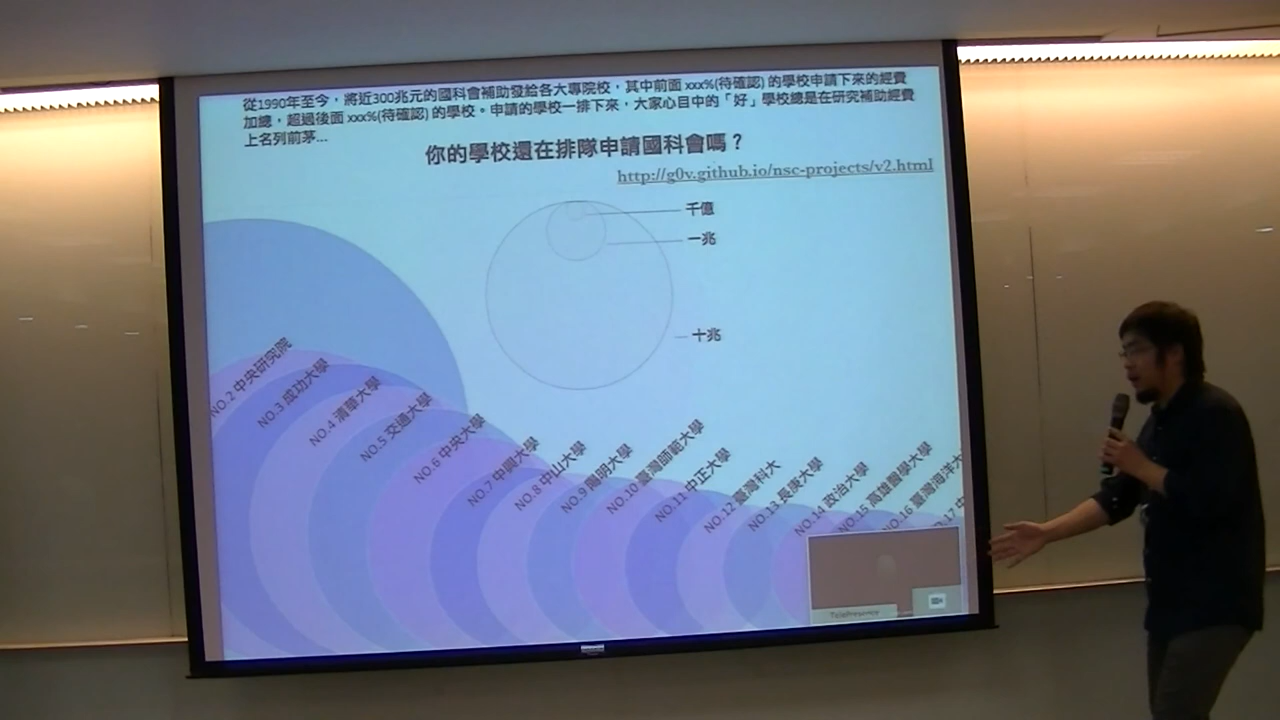 從1990年至今，將近300兆元的國科會補助發給各大專院校，其中前面 xxx%(待確認) 的學校申請下來的經費
加總，超過後面 xxx%(待確認) 的學校。申請的學校一排下來，大家心目中的「好」學校總是在研究補助經費
上名列前茅...
你的學校還在排隊申請國科會嗎？
http://g0v.github.io/nsc-projects/v2.html
千億
一兆
十兆
NO.2 中央研究院
NO.3 成功大學
NO.4 清華大學
NO.5 交通大學
NO.6 中央大學
NO.7 中興大學
NO.8 中山大學
NO.9 陽明大學
NO.10 臺灣師範大學
NO.11 中正大學
NO.12 臺灣科大
NO.13 長庚大學
NO.14 政治大學
NO.15 高雄醫學大學
NO.16 臺灣海洋大
17 中
TelePresence